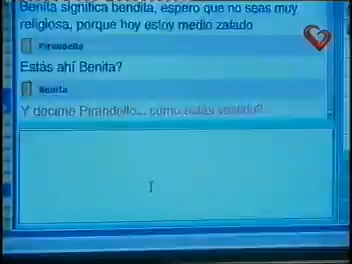 Benita significa bendita, espero que no seas muy
religiosa, porque hoy estoy medio zafado
Pirandello
Estás ahí Benita?
Benita
Y decime Pirandello... cómo estás vestido?